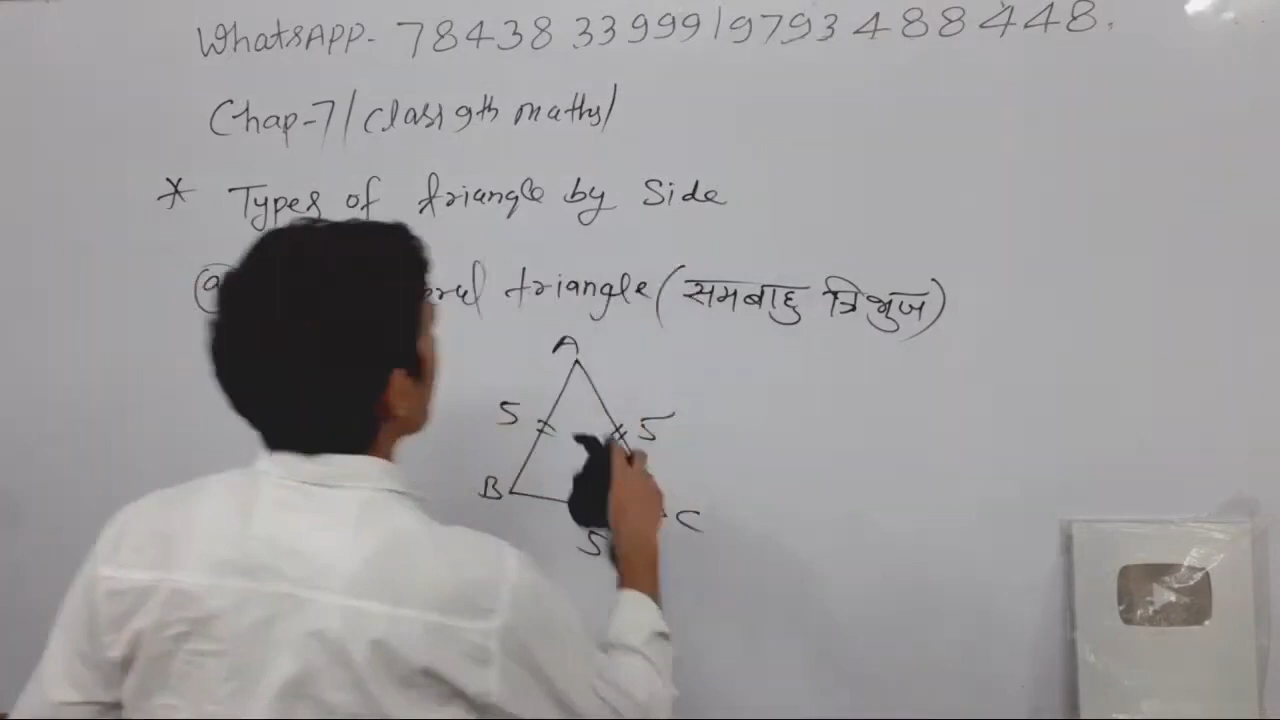 WhatsAPP- 78438 33999/9793488448.
Chap-7/Class 9th maths/
* Types of triangle by Side
triangle (समबाहु त्रिभुज)
A
5 5
B C
5